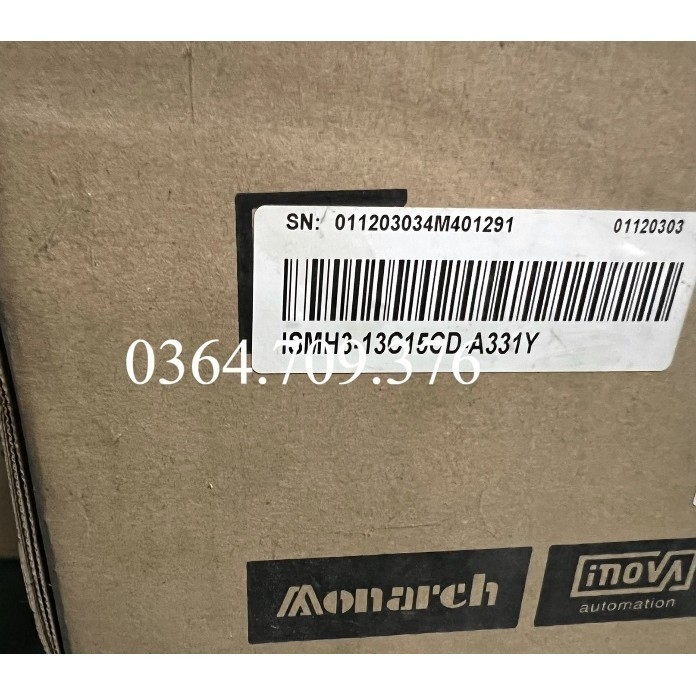 SN: 011203034M401291
01120303
ISMH3-13C15CD-A331Y
0364.709.376
Monarch
inova
automation